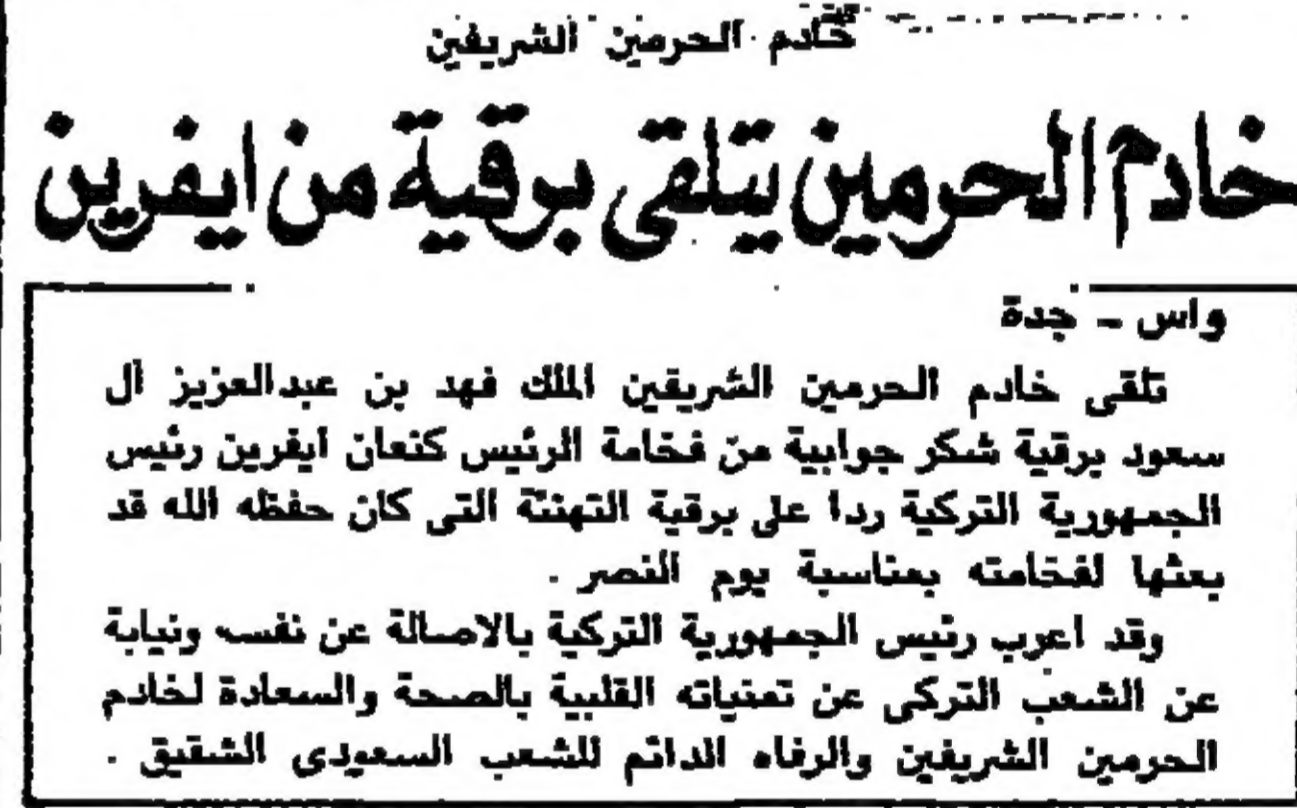 خادم الحرمين الشريفين
خادم الحرمين يتلقى برقية من ايفرين
واس - جدة
تلقى خادم الحرمين الشريفين الملك فهد بن عبدالعزيز آل
سعود برقية شكر جوابية من فخامة الرئيس كنعان ايفرين رئيس
الجمهورية التركية ردا على برقية التهنئة التى كان حفظه الله قد
بعثها لفخامته بمناسبة يوم النصر .
وقد اعرب رئيس الجمهورية التركية بالاصالة عن نفسه ونيابة
عن الشعب التركى عن تمنياته القلبية بالصحة والسعادة لخادم
الحرمين الشريفين والرفاه الدائم للشعب السعودى الشقيق .